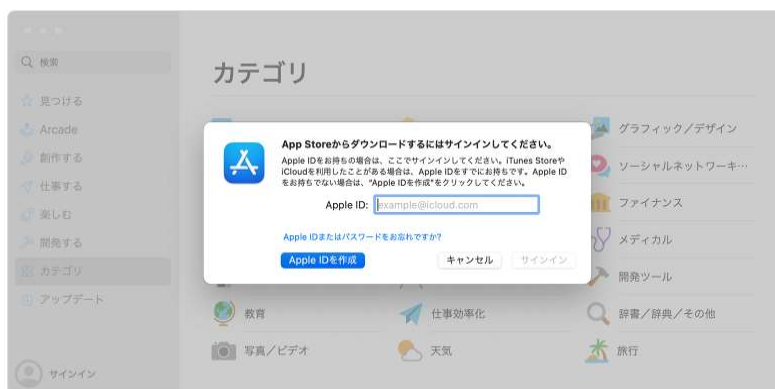 検索
見つける
Arcade
創作する
仕事する
楽しむ
開発する
カテゴリ
アップデート
サインイン
カテゴリ
グラフィック／デザイン
ソーシャルネットワーキ…
ファイナンス
メディカル
開発ツール
教育
仕事効率化
辞書／辞典／その他
写真／ビデオ
天気
旅行
App Storeからダウンロードするにはサインインしてください。
Apple IDをお持ちの場合は、ここでサインインしてください。iTunes Storeや
iCloudを利用したことがある場合は、Apple IDをすでにお持ちです。Apple ID
をお持ちでない場合は、“Apple IDを作成”をクリックしてください。
Apple ID: example@icloud.com
Apple IDまたはパスワードをお忘れですか?
Apple IDを作成 キャンセル サインイン